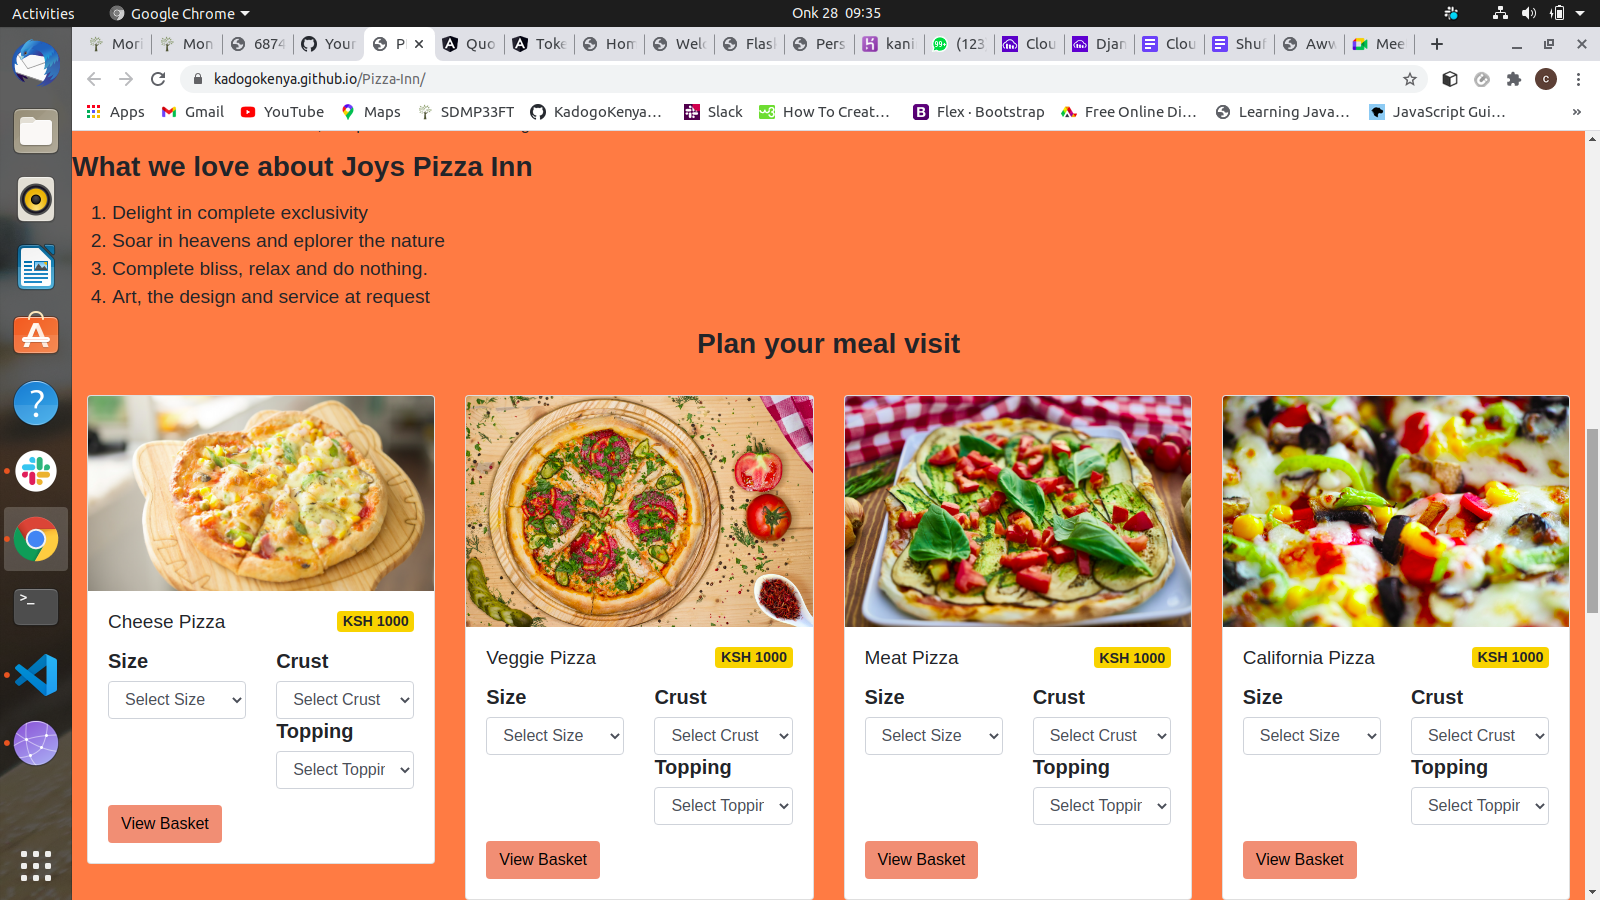 Activities
Google Chrome
Onk 28 09:35
Mor
Mon
6874
Your
P
Quo
Toke
Hom
Welc
Flas
Pers
kani
(123
Clou
Djan
Clou
Shuf
Aww
Mee
kadogokenya.github.io/Pizza-Inn/
C
Apps
Gmail
YouTube
Maps
SDMP33FT
KadogoKenya...
Slack
How To Creat...
Flex · Bootstrap
Free Online Di...
Learning Java...
JavaScript Gui...
»
What we love about Joys Pizza Inn
1. Delight in complete exclusivity
2. Soar in heavens and eplorer the nature
3. Complete bliss, relax and do nothing.
4. Art, the design and service at request
Plan your meal visit
Cheese Pizza
KSH 1000
Size
Crust
Select Size
Select Crust
Topping
Select Toppir
View Basket
Veggie Pizza
KSH 1000
Size
Crust
Select Size
Select Crust
Topping
Select Toppir
View Basket
Meat Pizza
KSH 1000
Size
Crust
Select Size
Select Crust
Topping
Select Toppir
View Basket
California Pizza
KSH 1000
Size
Crust
Select Size
Select Crust
Topping
Select Toppir
View Basket